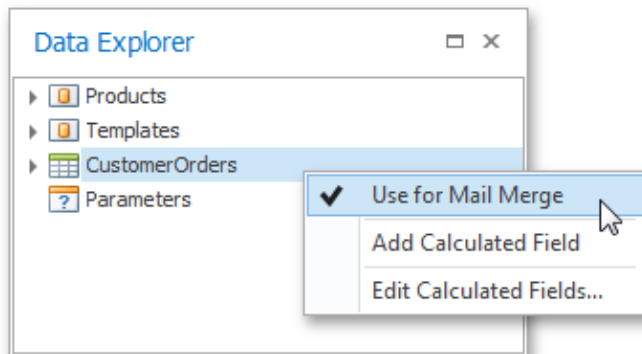 Data Explorer
Products
Templates
CustomerOrders
Parameters
Use for Mail Merge
Add Calculated Field
Edit Calculated Fields...